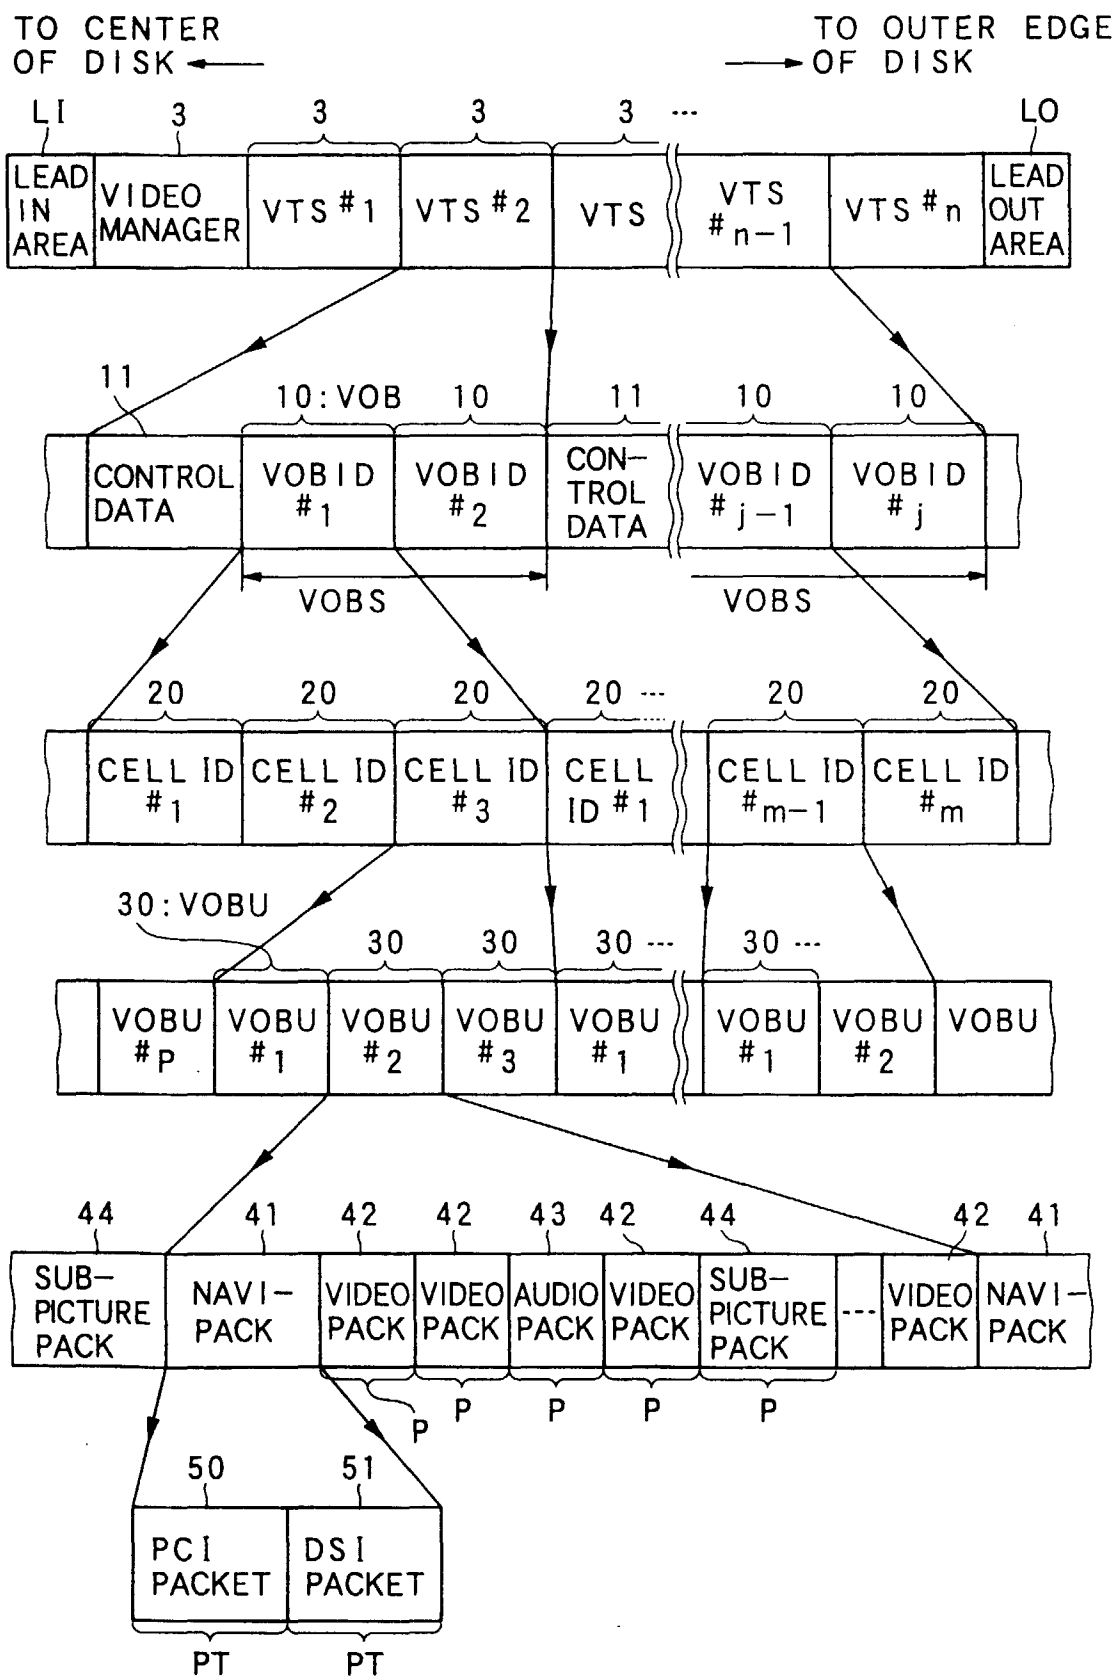 TO CENTER OF DISK
TO OUTER EDGE OF DISK
LI 3 3 3 3 ... LO
LEAD IN AREA
VIDEO MANAGER
VTS #1
VTS #2
VTS
VTS #n-1
VTS #n
LEAD OUT AREA
11 10:VOB 10 11 10 10
CONTROL DATA
VOBID #1
VOBID #2
CON-TROL DATA
VOBID #j-1
VOBID #j
VOBS VOBS
20 20 20 20 ... 20 20
CELL ID #1
CELL ID #2
CELL ID #3
CELL ID #1
CELL ID #m-1
CELL ID #m
30:VOBU 30 30 30 ... 30 ...
VOBU #P
VOBU #1
VOBU #2
VOBU #3
VOBU #1
VOBU #1
VOBU #2
VOBU
44 41 42 42 43 42 44 42 41
SUB-PICTURE PACK
NAVI-PACK
VIDEO PACK
VIDEO PACK
AUDIO PACK
VIDEO PACK
SUB-PICTURE PACK
---
VIDEO PACK
NAVI-PACK
P P P P P
50 51
PCI PACKET
DSI PACKET
PT PT